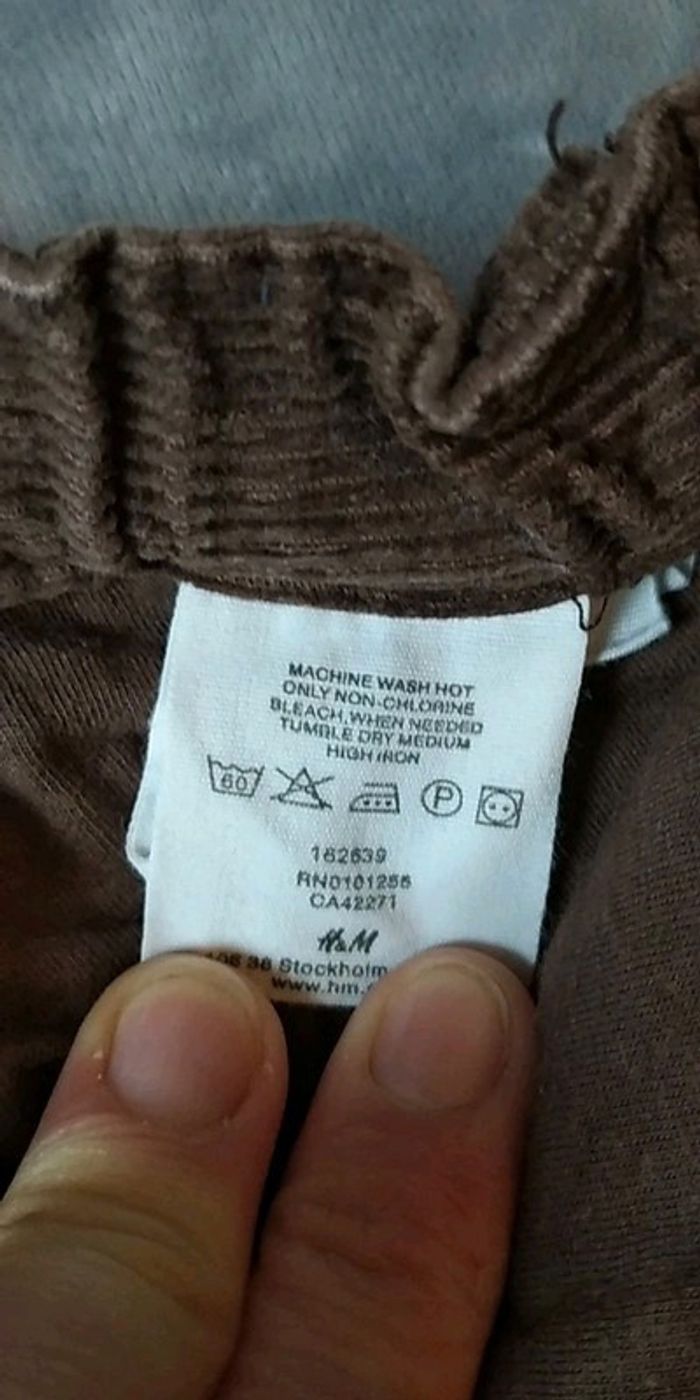 MACHINE WASH HOT
ONLY NON-CHLORINE
BLEACH, WHEN NEEDED
TUMBLE DRY MEDIUM
HIGH IRON
60
P
162639
RN0101255
CA42271
H&M
38 Stockholm
www.hm.